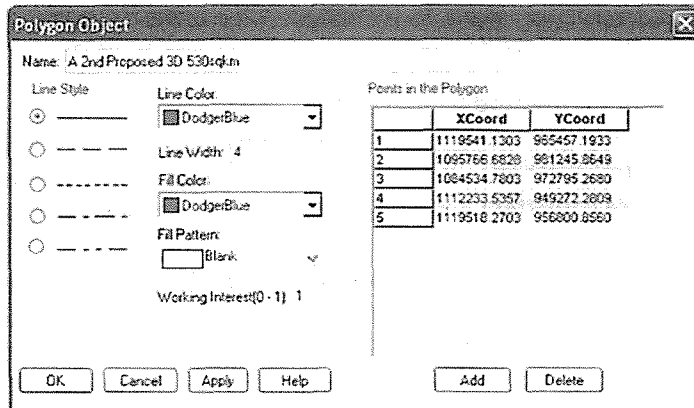 Polygon Object
Name: A 2nd Proposed 3D 530sqkm
Line Style
Line Color:
DodgerBlue
Line Width: 4
Fill Color:
DodgerBlue
Fill Pattern:
Blank
Working Interest(0 - 1): 1
Points in the Polygon
XCoord YCoord
1 1119541.1303 965457.1933
2 1095766.6828 981245.8649
3 1084534.7803 972795.2680
4 1112233.5357 949272.2809
5 1119518.2703 956800.8560
OK Cancel Apply Help Add Delete